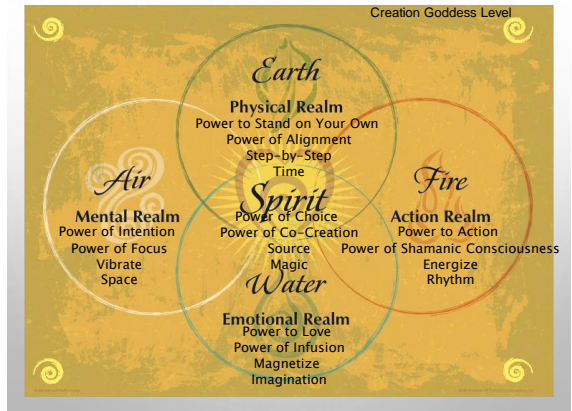 Creation Goddess Level
Earth
Physical Realm
Power to Stand on Your Own
Power of Alignment
Step-by-Step
Time
Air
Mental Realm
Power of Intention
Power of Focus
Vibrate
Space
Spirit
Power of Choice
Power of Co-Creation
Source
Magic
Fire
Action Realm
Power to Action
Power of Shamanic Consciousness
Energize
Rhythm
Water
Emotional Realm
Power to Love
Power of Infusion
Magnetize
Imagination